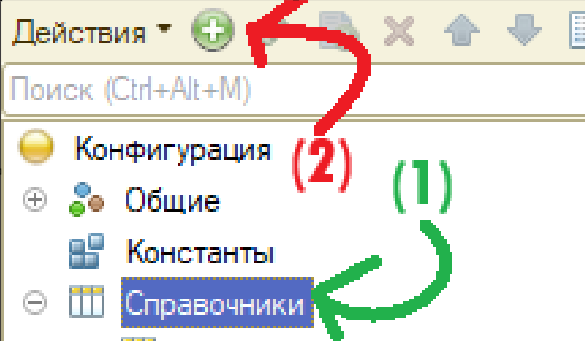 Действия
Поиск (Ctrl+Alt+M)
Конфигурация
(2)
(1)
Общие
Константы
Справочники